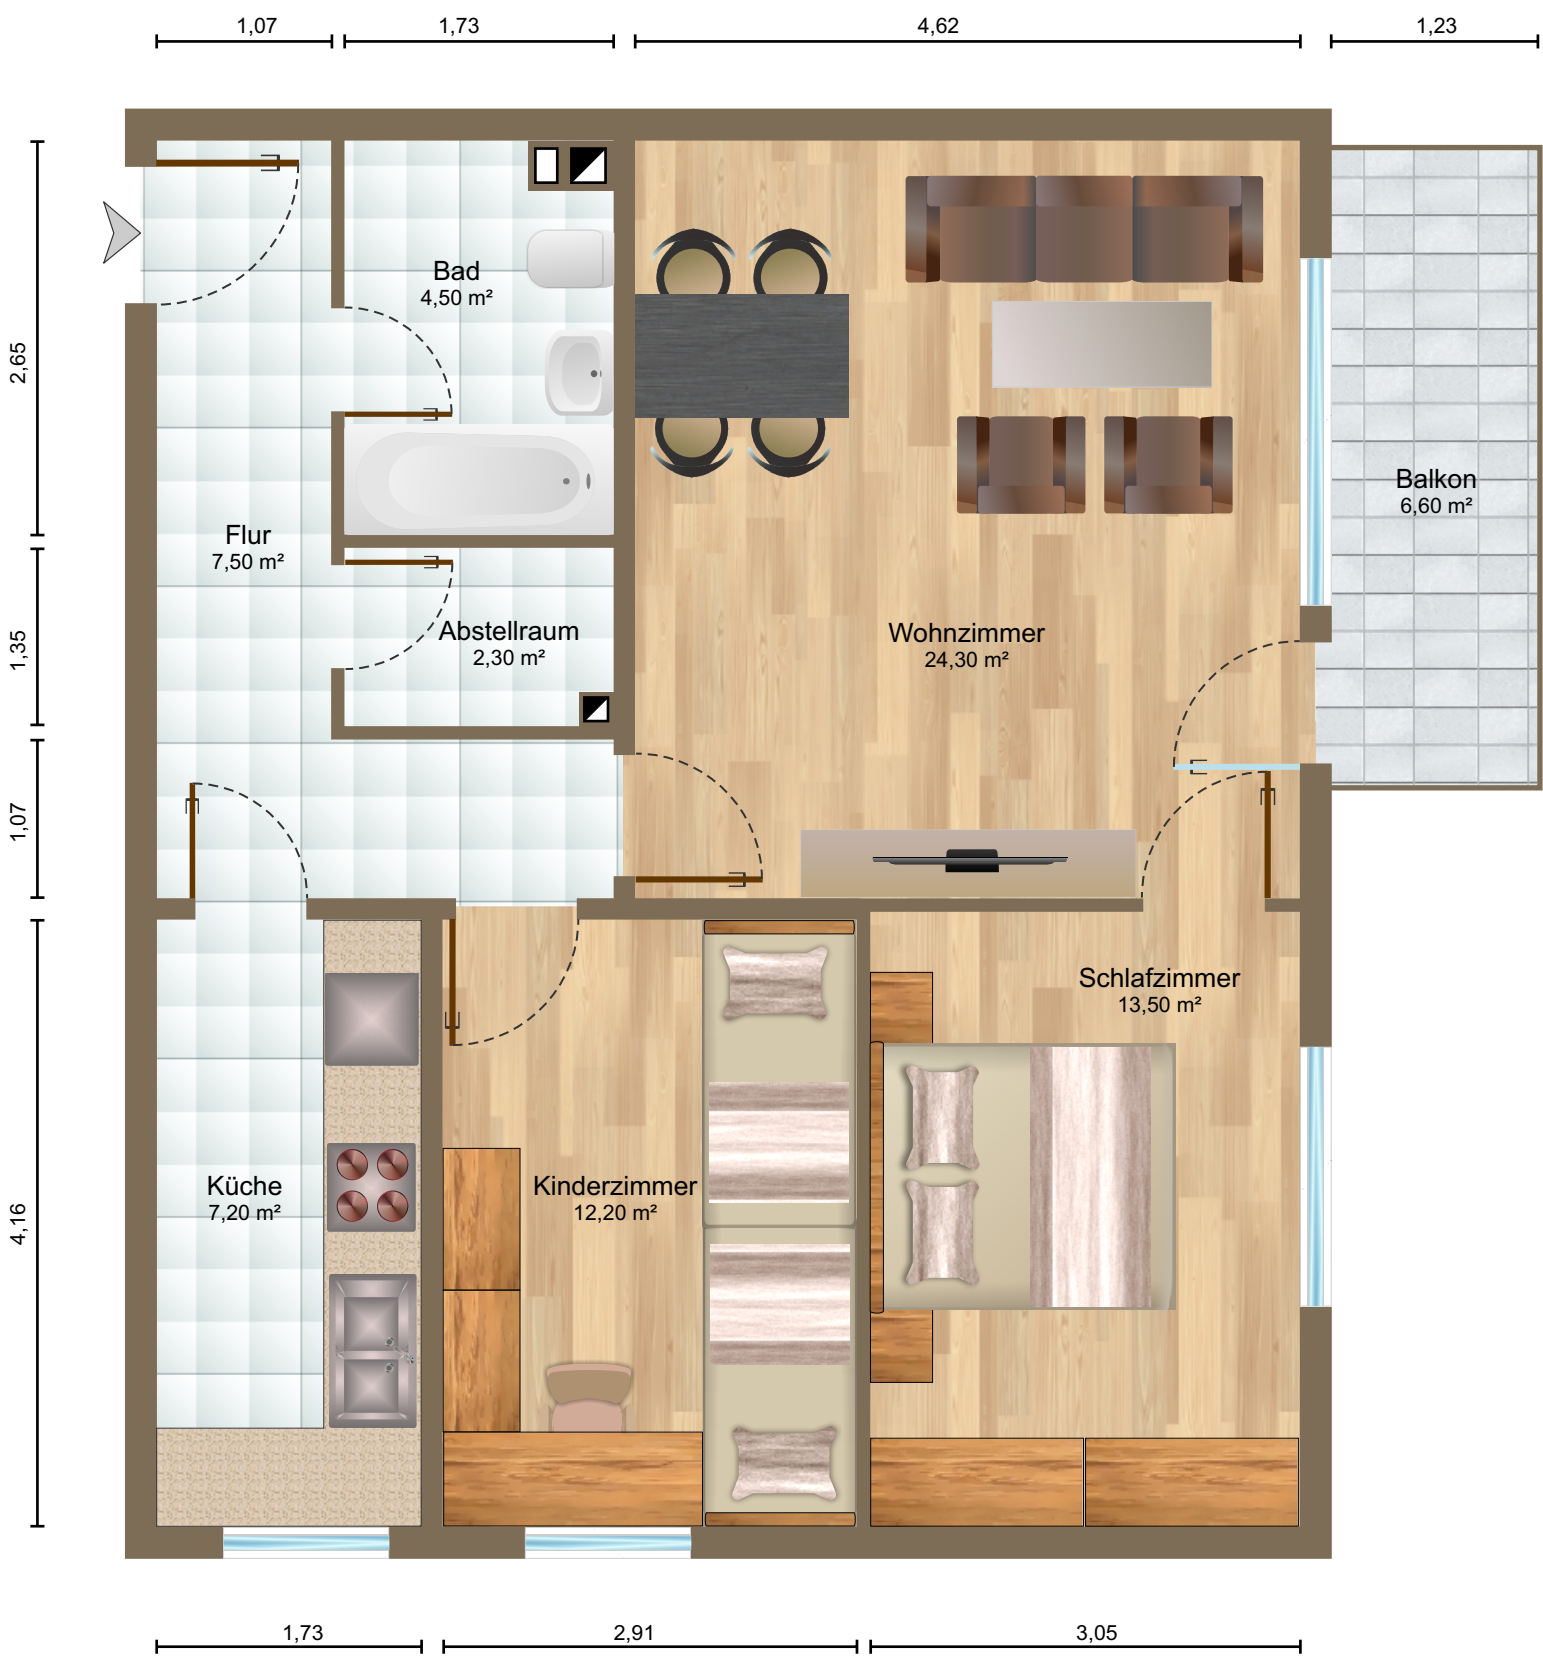 1,07
1,73
4,62
1,23
2,65
1,35
1,07
4,16
Bad
4,50 m²
Flur
7,50 m²
Abstellraum
2,30 m²
Wohnzimmer
24,30 m²
Balkon
6,60 m²
Schlafzimmer
13,50 m²
Küche
7,20 m²
Kinderzimmer
12,20 m²
1,73
2,91
3,05